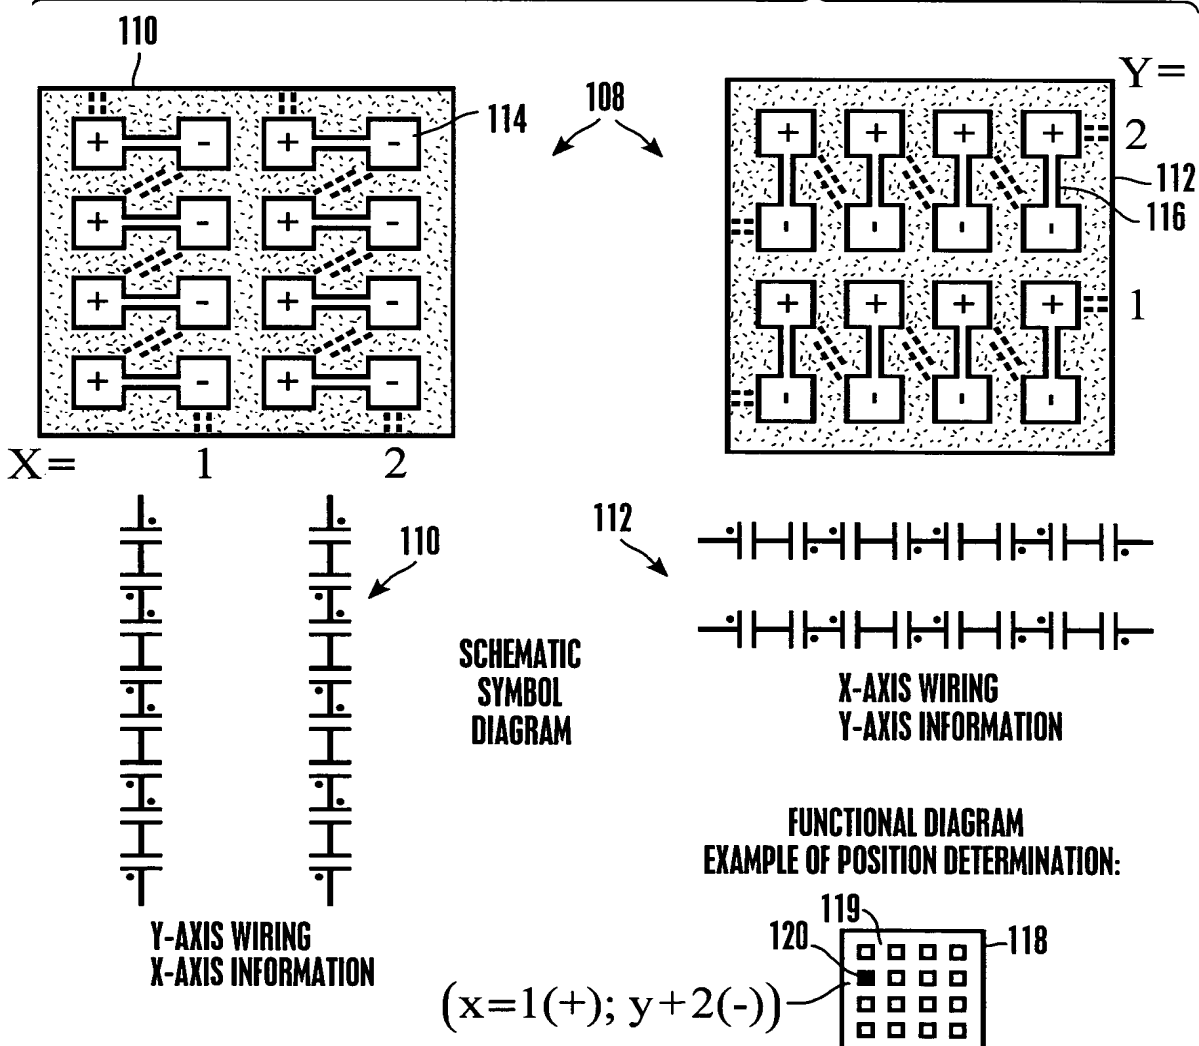 110
108
114
Y=
2
112
116
1
+ - + -
+ - + -
+ - + -
+ - + -
+ + + +
- - - -
+ + + +
- - - -
X= 1 2
110
112
SCHEMATIC
SYMBOL
DIAGRAM
X-AXIS WIRING
Y-AXIS INFORMATION
Y-AXIS WIRING
X-AXIS INFORMATION
FUNCTIONAL DIAGRAM
EXAMPLE OF POSITION DETERMINATION:
119
120
118
(x=1(+); y+2(-))